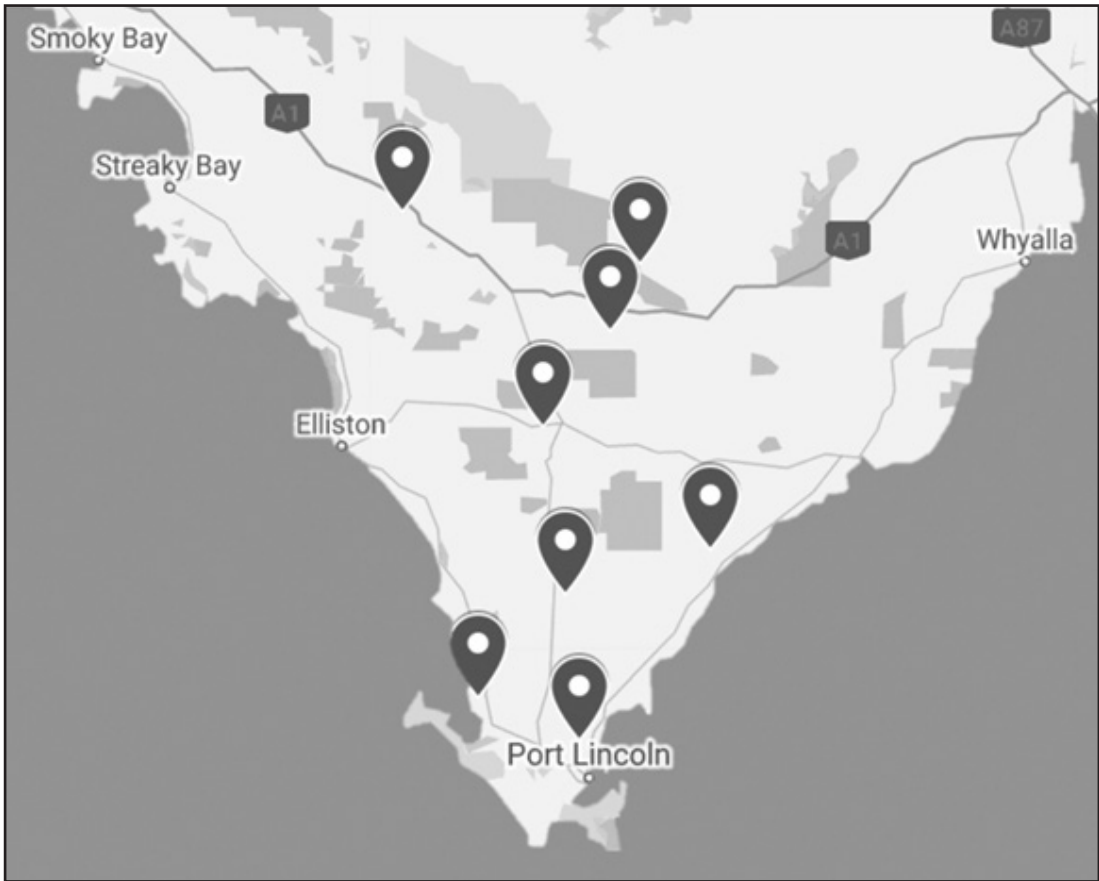 Smoky Bay
A87
A1
Streaky Bay
A1
Whyalla
Elliston
Port Lincoln